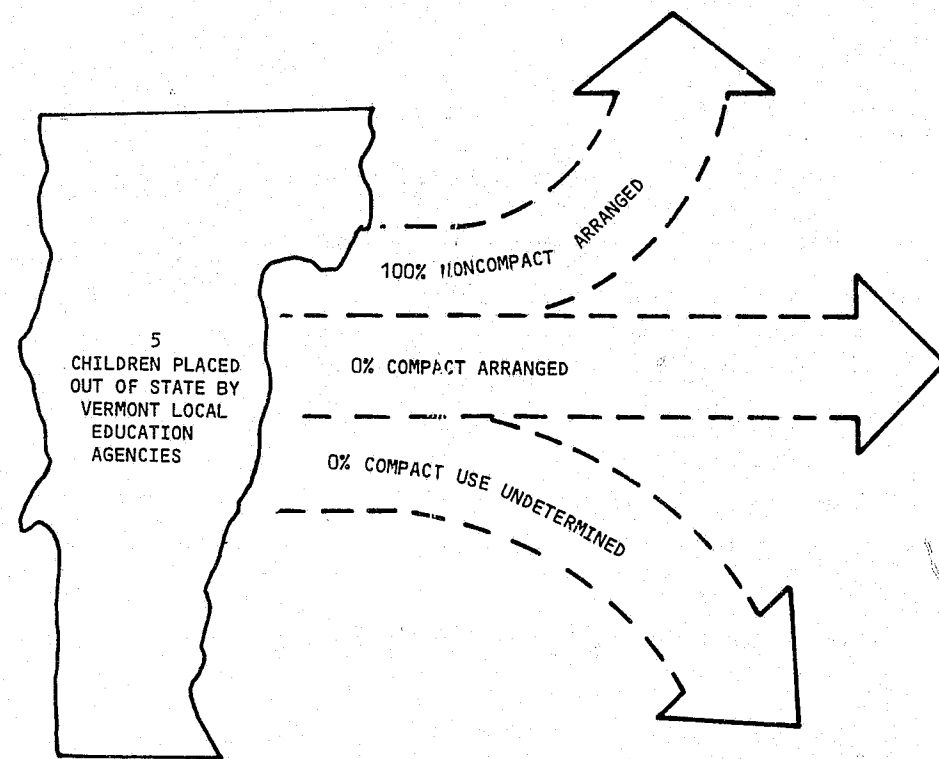 100% NONCOMPACT ARRANGED
5
CHILDREN PLACED
OUT OF STATE BY
VERMONT LOCAL
EDUCATION
AGENCIES
0% COMPACT ARRANGED
0% COMPACT USE UNDETERMINED